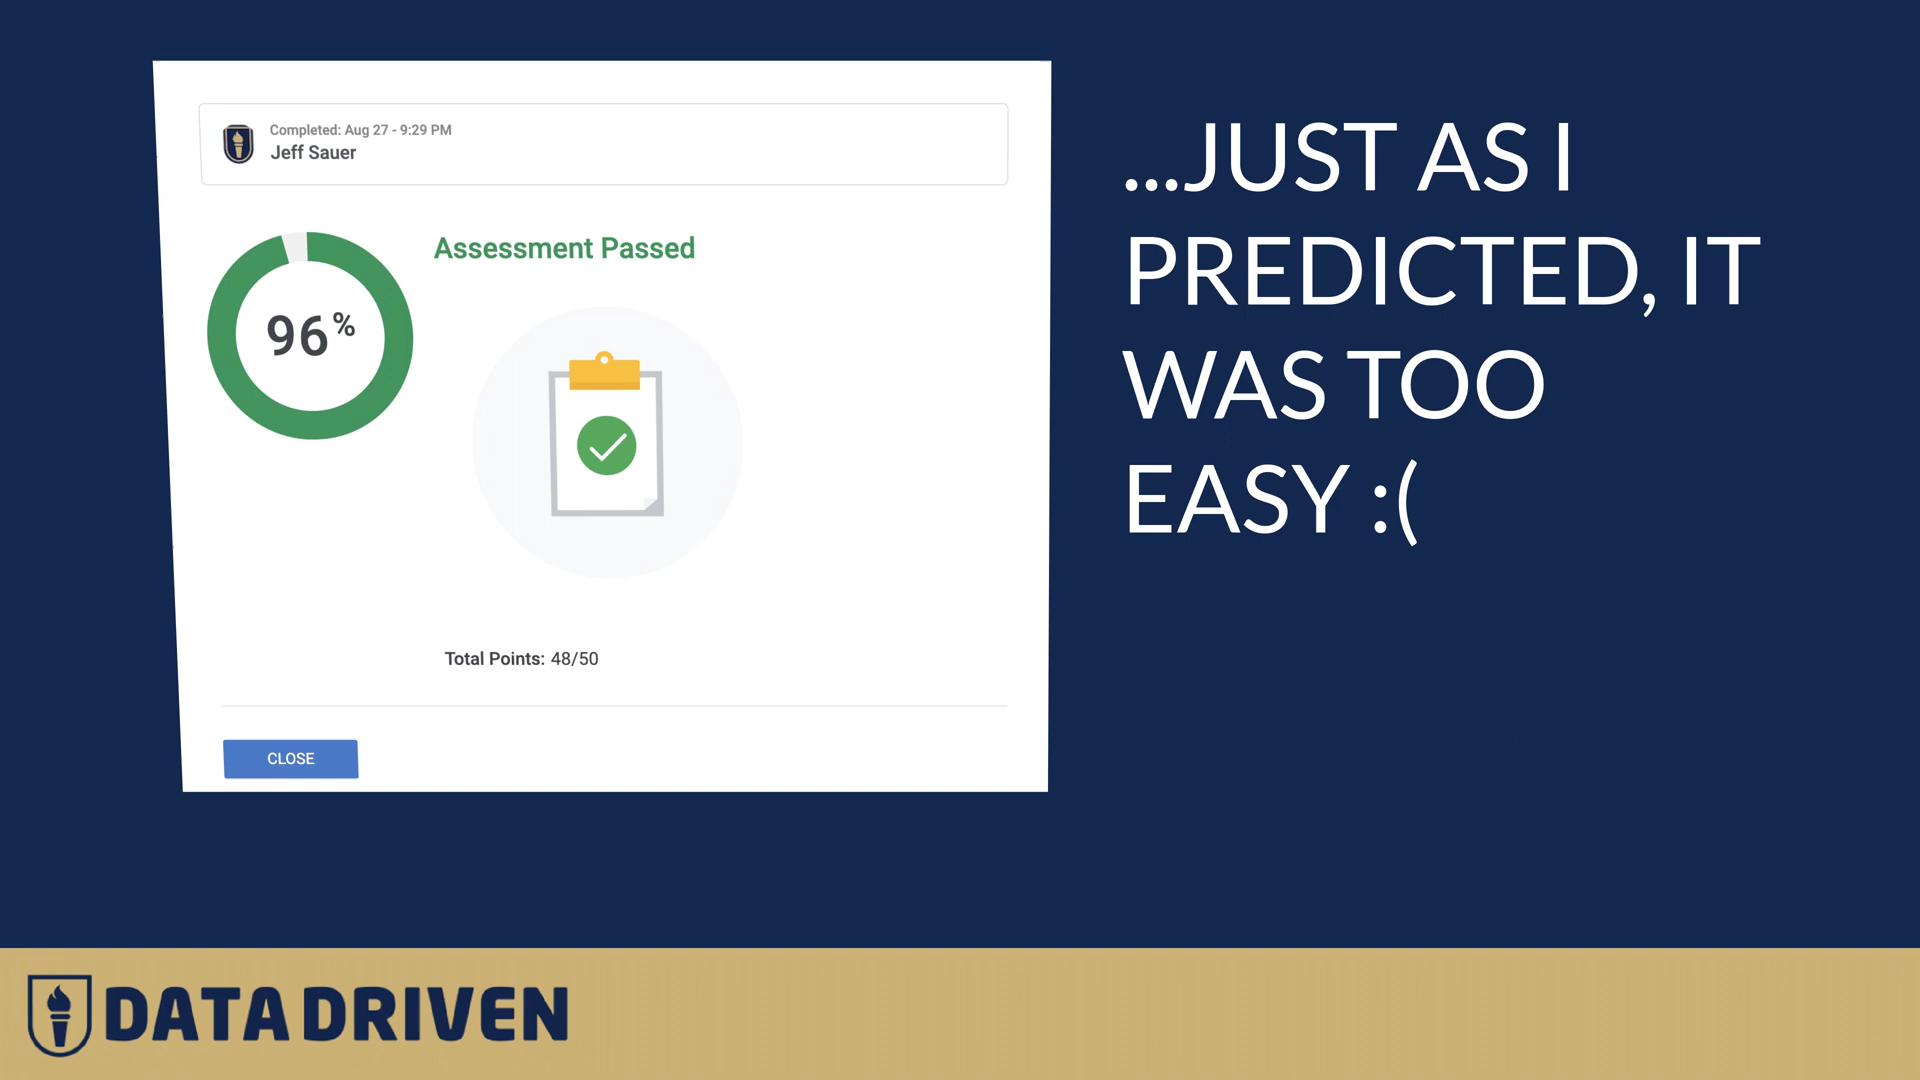 Completed: Aug 27 - 9:29 PM
Jeff Sauer
96%
Assessment Passed
Total Points: 48/50
CLOSE
...JUST AS I
PREDICTED, IT
WAS TOO
EASY :(
DATA DRIVEN